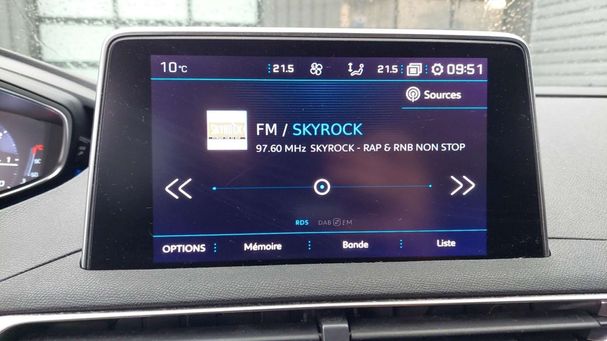 10°C 21.5 21.5 09:51
Sources
FM / SKYROCK
97.60 MHz SKYROCK - RAP & RNB NON STOP
RDS DAB FM
OPTIONS Mémoire Bande Liste